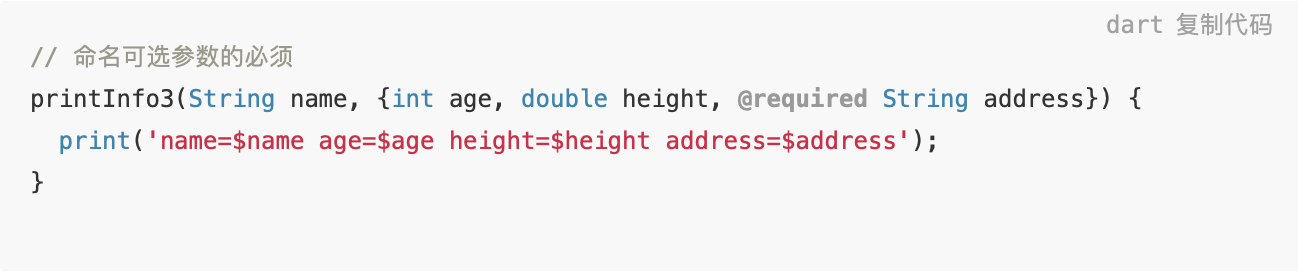 dart 复制代码
// 命名可选参数的必须
printInfo3(String name, {int age, double height, @required String address}) {
  print('name=$name age=$age height=$height address=$address');
}